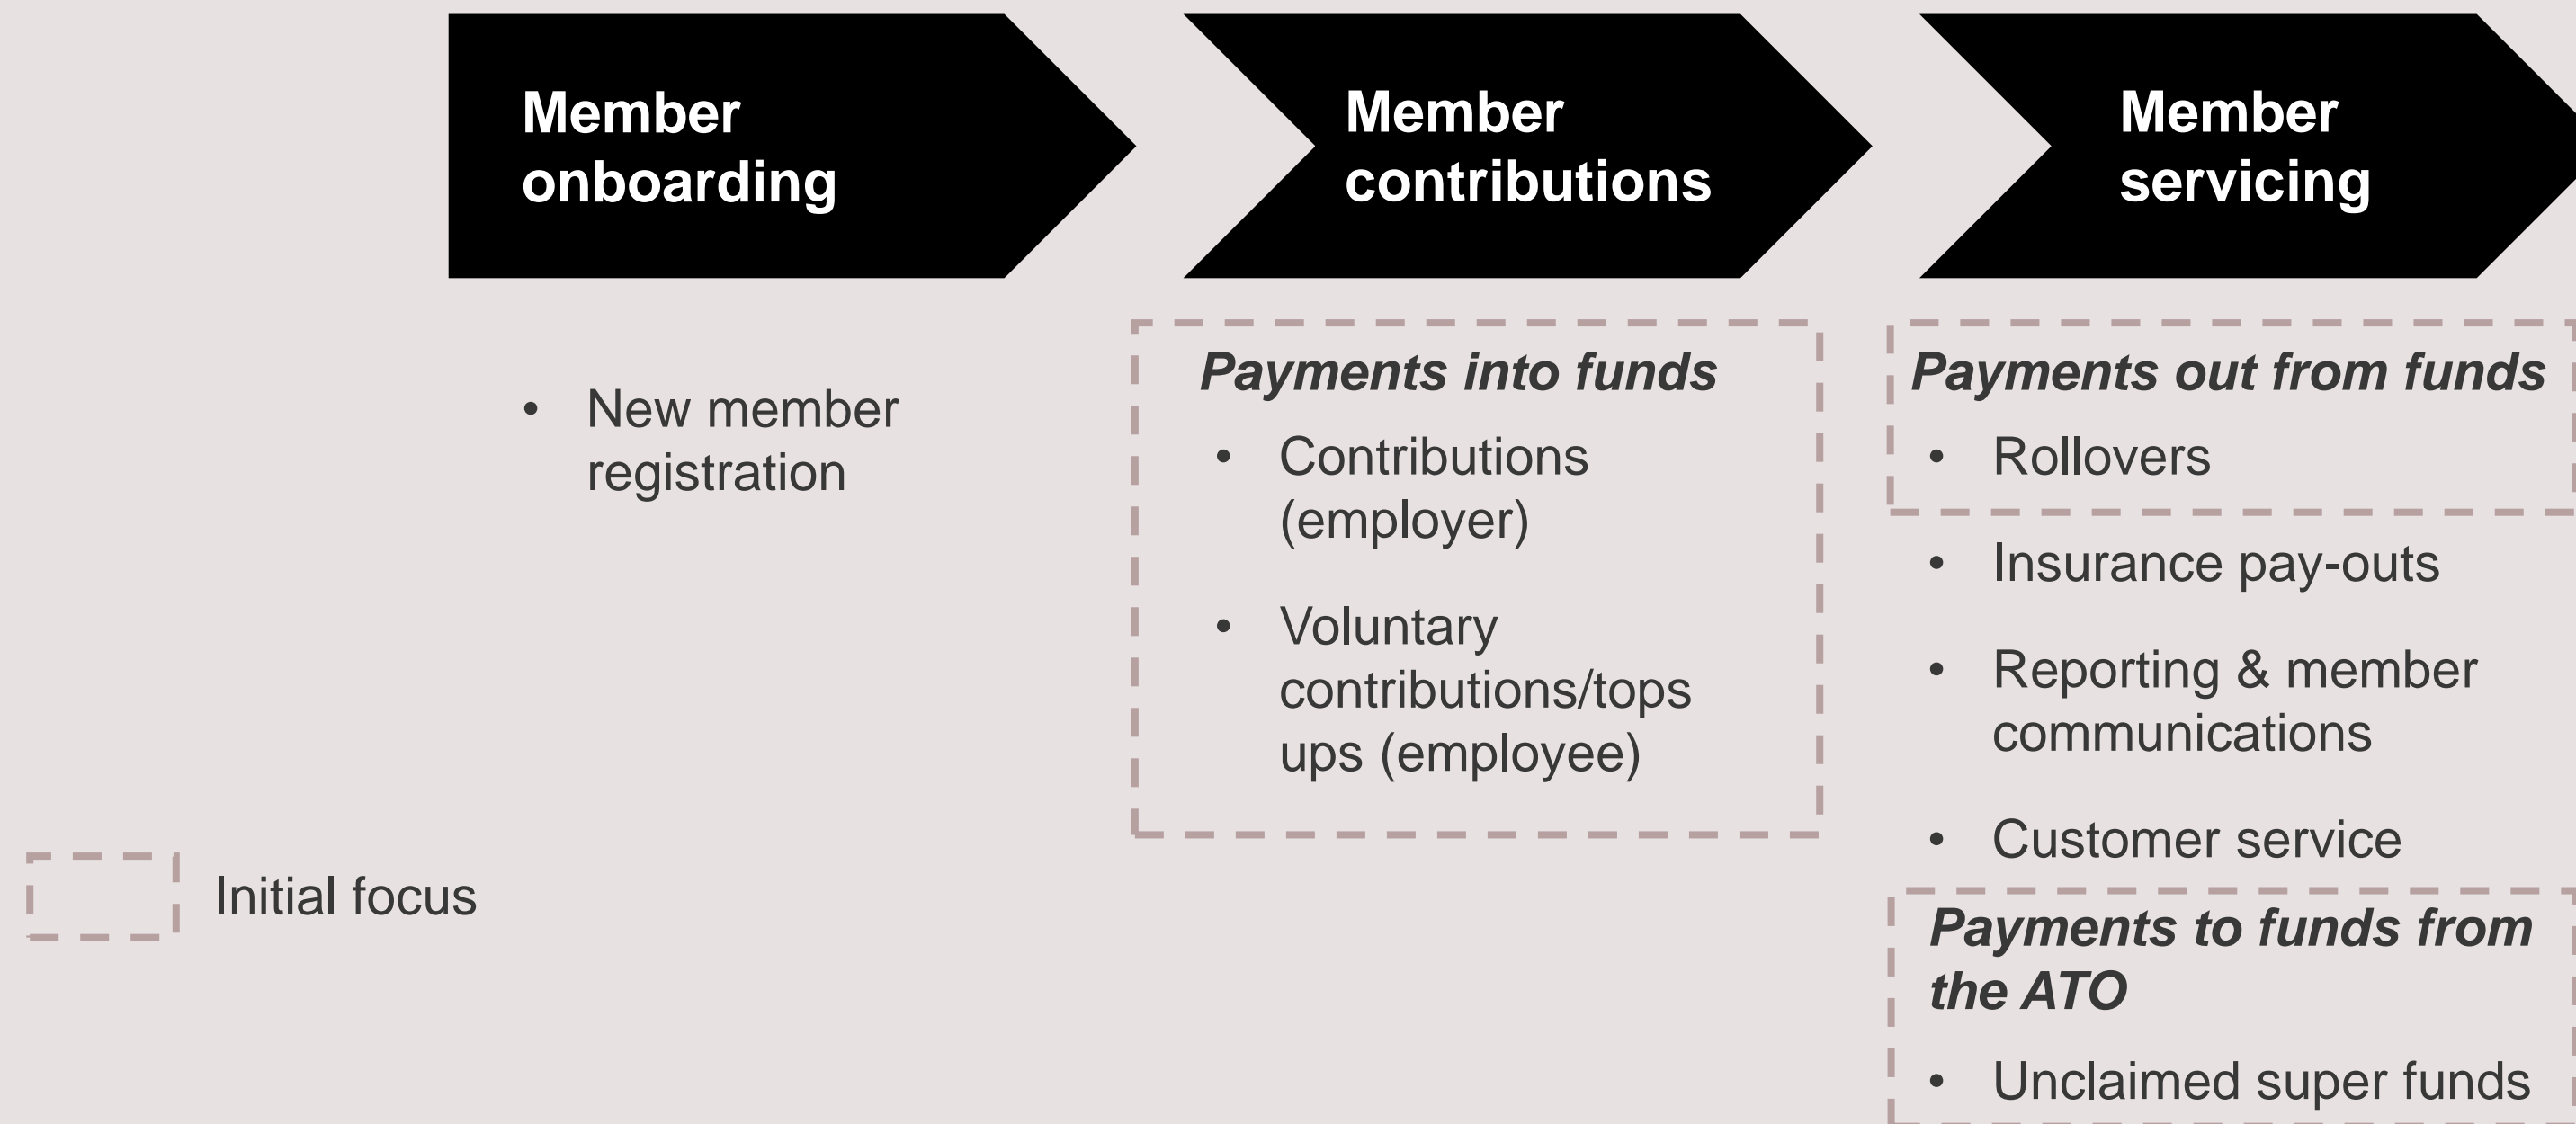 Member
onboarding
Member
contributions
Member
servicing
• New member
registration
Payments into funds
• Contributions
(employer)
• Voluntary
contributions/tops
ups (employee)
Payments out from funds
• Rollovers
• Insurance pay-outs
• Reporting & member
communications
• Customer service
Payments to funds from
the ATO
• Unclaimed super funds
Initial focus